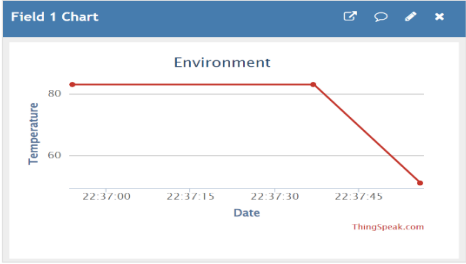 Field 1 Chart
Environment
Temperature
80
60
22:37:00 22:37:15 22:37:30 22:37:45
Date
ThingSpeak.com